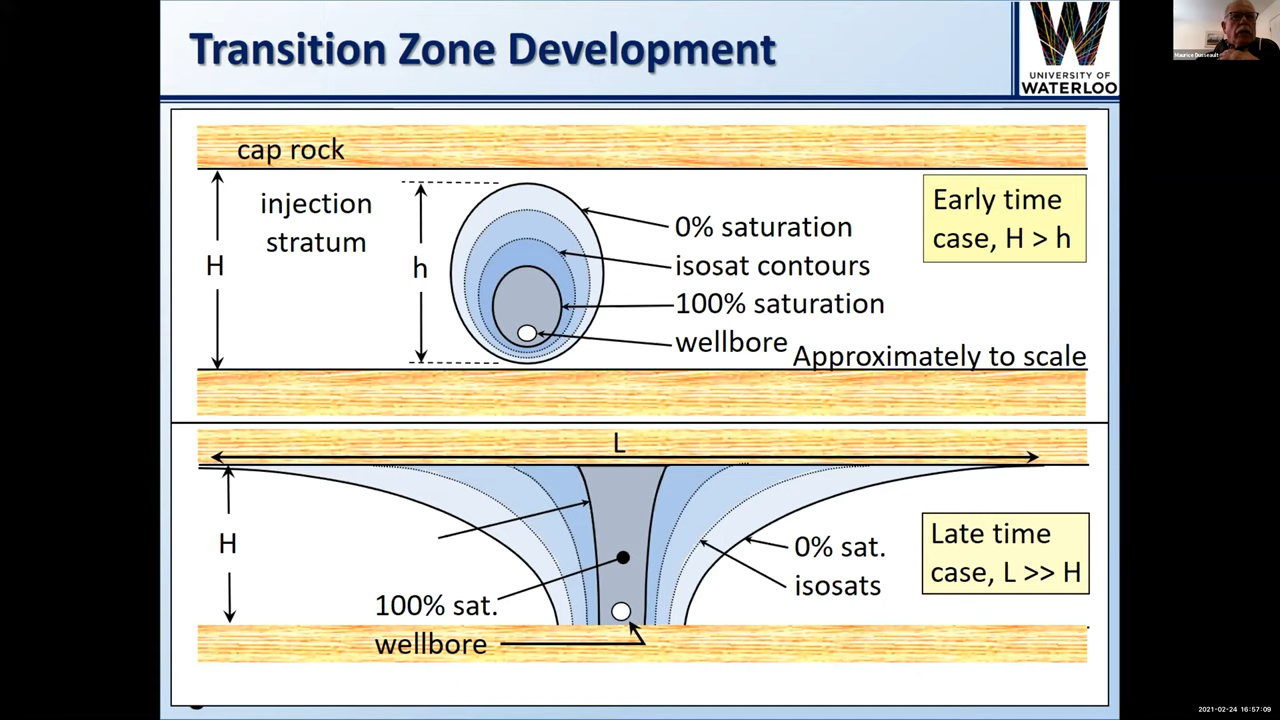 Transition Zone Development
UNIVERSITY OF
WATERLOO
Maurice Dusseault
cap rock
injection
stratum
H
h
0% saturation
isosat contours
100% saturation
wellbore
Approximately to scale
Early time
case, H > h
L
H
100% sat.
wellbore
0% sat.
isosats
Late time
case, L >> H
2021-02-24 16:57:09